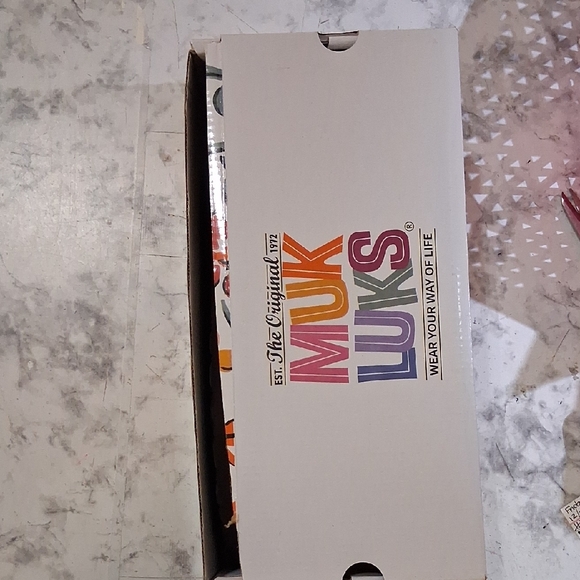 EST. The Original 1972
MUK
LUKS®
WEAR YOUR WAY OF LIFE